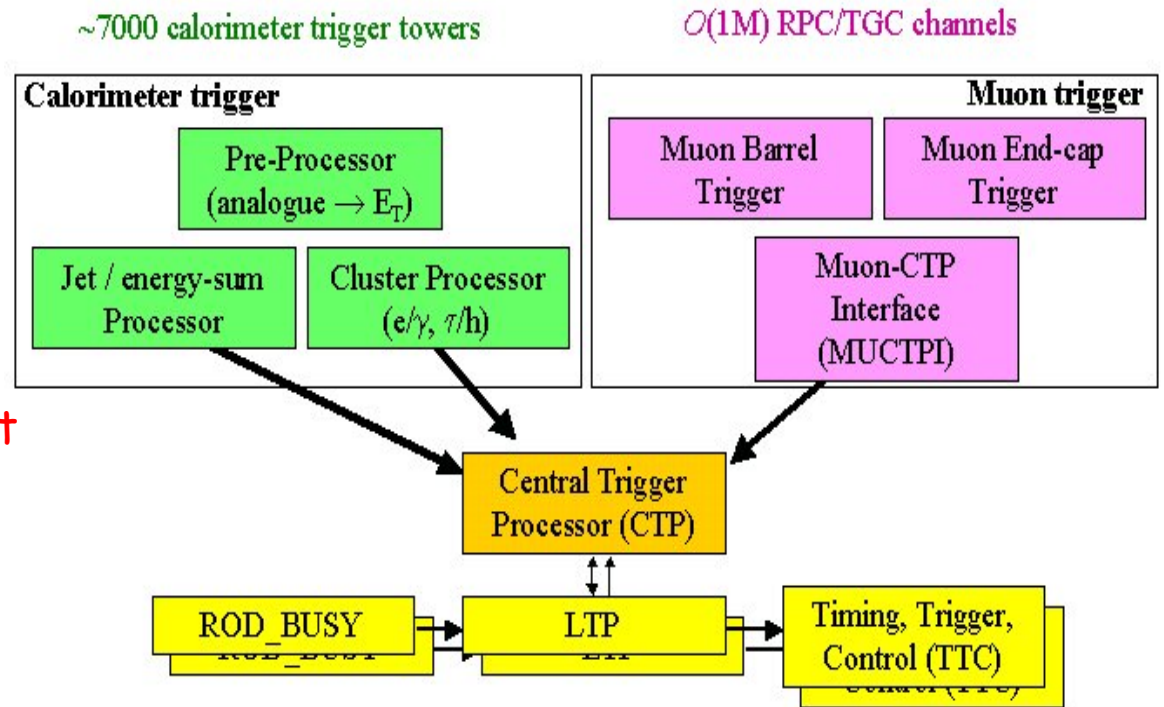 ~7000 calorimeter trigger towers
O(1M) RPC/TGC channels
Calorimeter trigger
Pre-Processor
(analogue → E_T)
Jet / energy-sum
Processor
Cluster Processor
(e/γ, τ/h)
Muon trigger
Muon Barrel
Trigger
Muon End-cap
Trigger
Muon-CTP
Interface
(MUCTPI)
t
Central Trigger
Processor (CTP)
ROD_BUSY
LTP
Timing, Trigger,
Control (TTC)